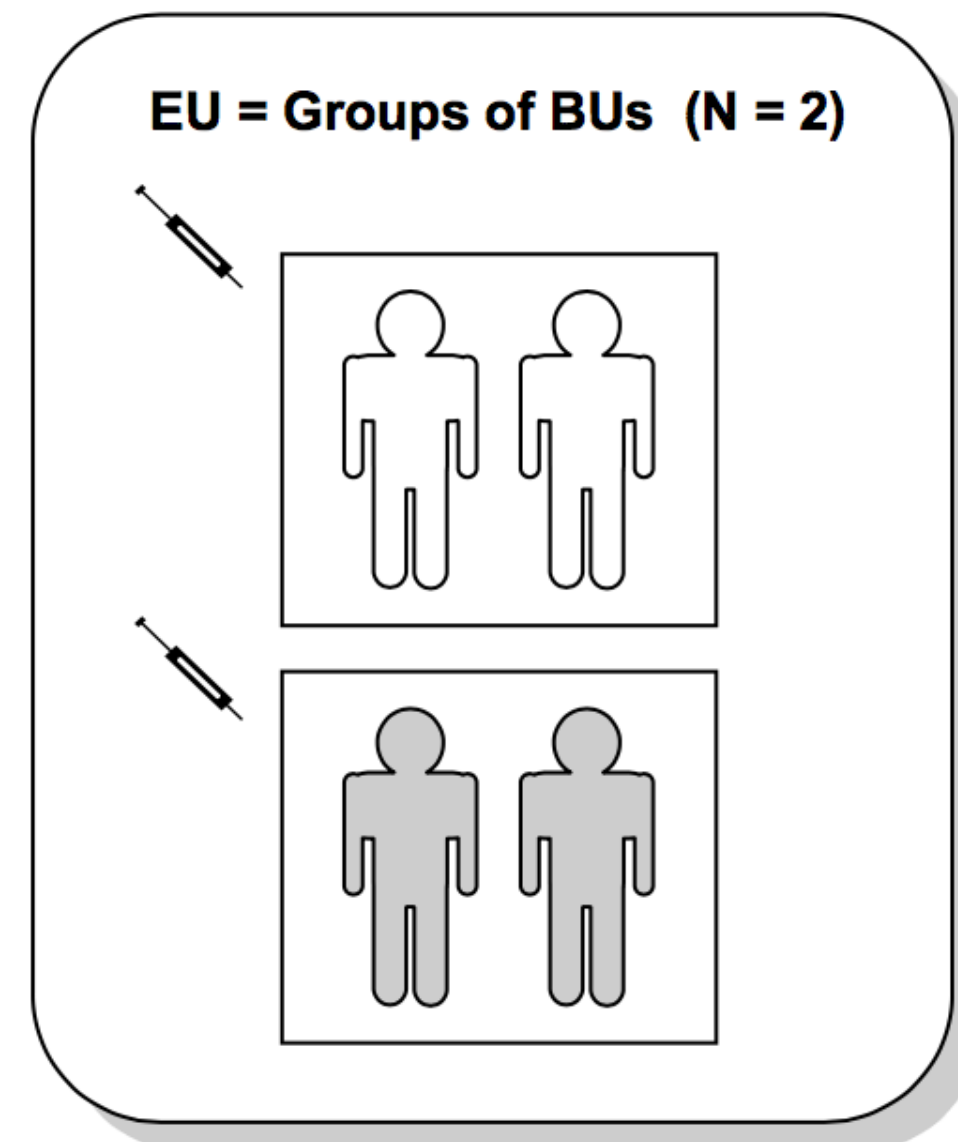 EU = Groups of BUs (N = 2)